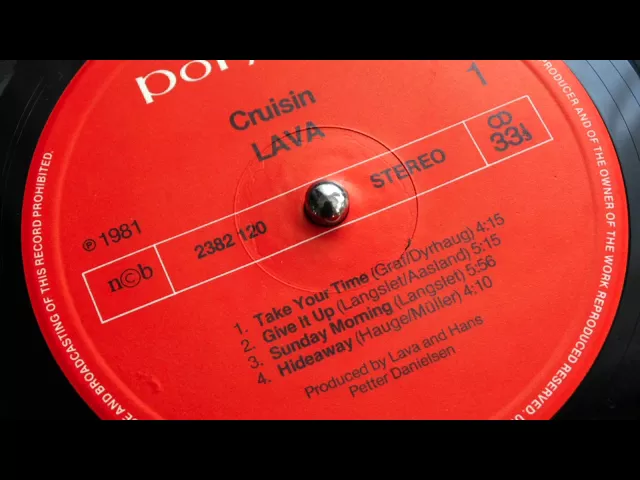 1
Cruisin
LAVA
STEREO
33⅓
℗ 1981
n©b
2382 120
1. Take Your Time (Graf/Dyrhaug) 4:15
2. Give It Up (Langslet/Aasland) 5:15
3. Sunday Morning (Langslet) 5:56
4. Hideaway (Hauge/Müller) 4:10
Produced by Lava and Hans
Petter Danielsen
PRODUCER AND OF THE OWNER OF THE WORK REPRODUCED RESERVED.
AND BROADCASTING OF THIS RECORD PROHIBITED.